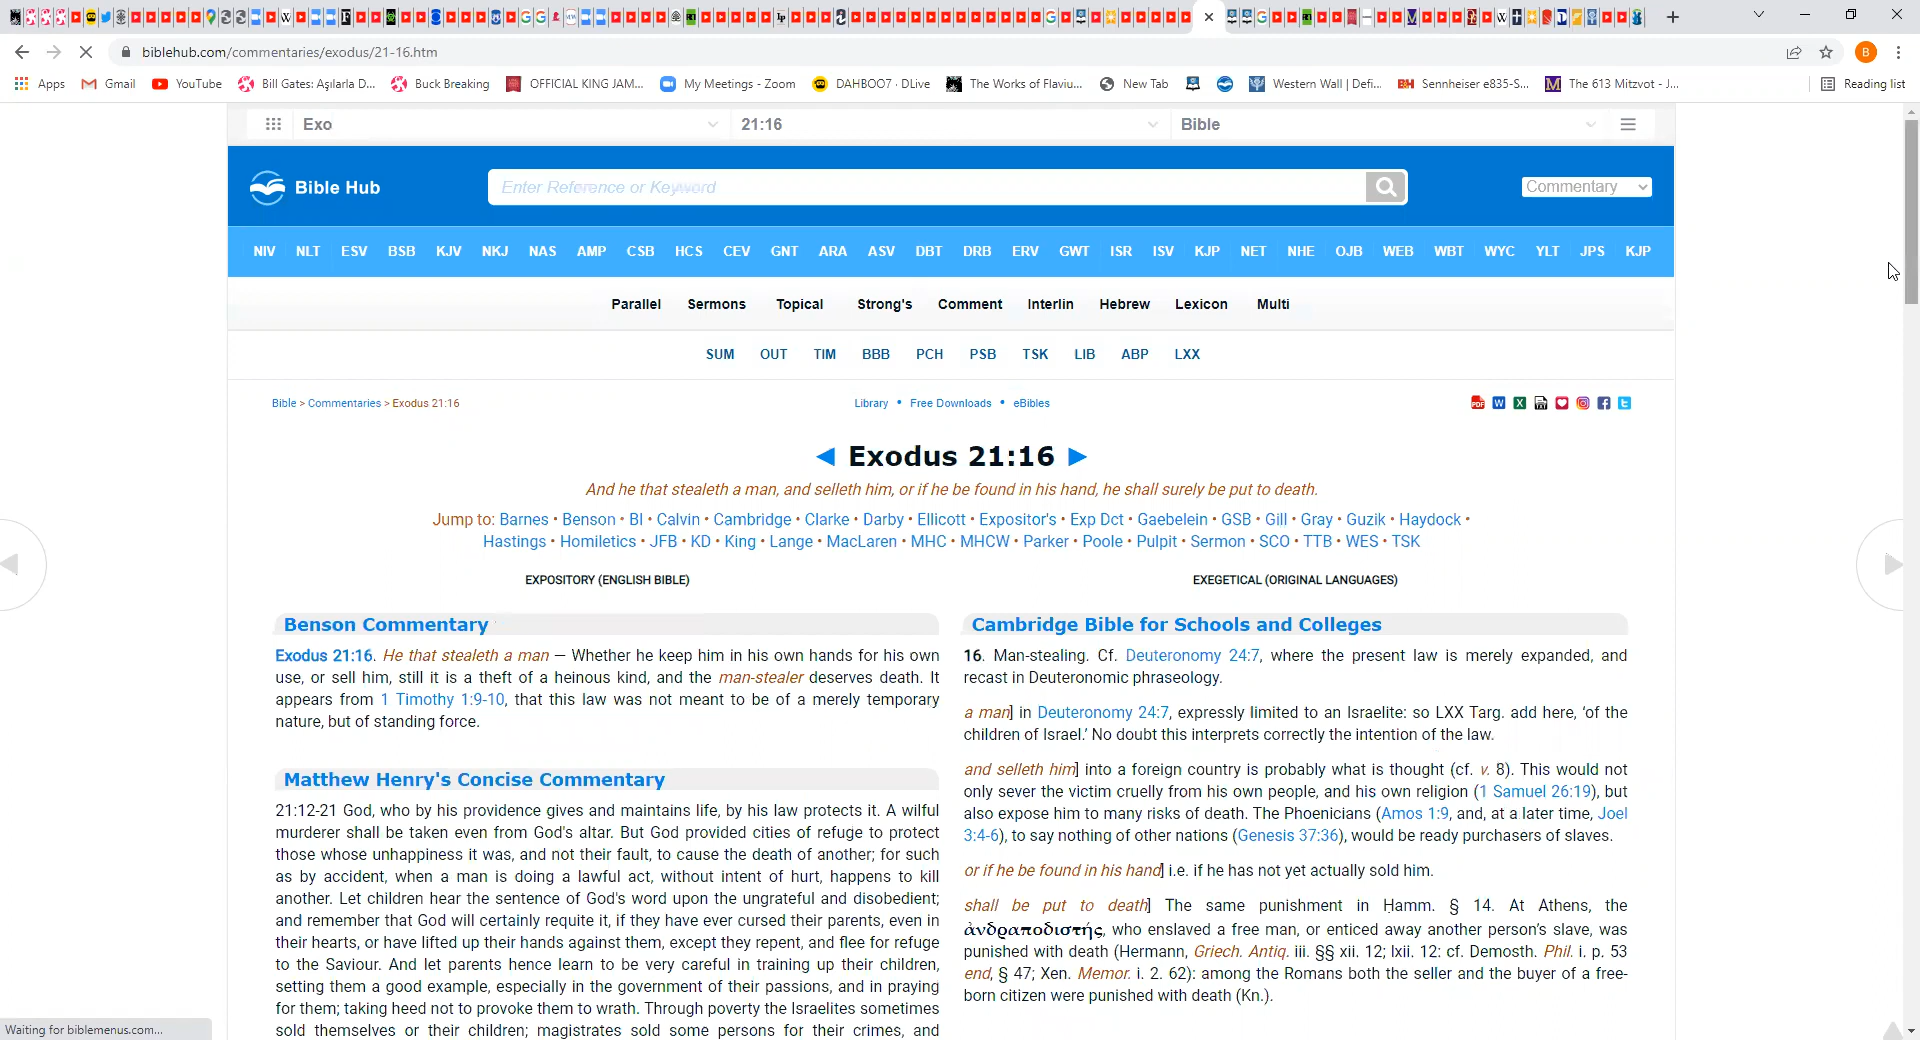 biblehub.com/commentaries/exodus/21-16.htm
B
Apps Gmail YouTube Bill Gates: Aşılarla D... Buck Breaking OFFICIAL KING JAM... My Meetings - Zoom DAHBOO7 · DLive The Works of Flaviu... New Tab Western Wall | Defi... Sennheiser e835-S... The 613 Mitzvot - J... Reading list
Exo 21:16 Bible
Bible Hub Enter Reference or Keyword Commentary
NIV NLT ESV BSB KJV NKJ NAS AMP CSB HCS CEV GNT ARA ASV DBT DRB ERV GWT ISR ISV KJP NET NHE OJB WEB WBT WYC YLT JPS KJP
Parallel Sermons Topical Strong's Comment Interlin Hebrew Lexicon Multi
SUM OUT TIM BBB PCH PSB TSK LIB ABP LXX
Bible > Commentaries > Exodus 21:16 Library • Free Downloads • eBibles
◄ Exodus 21:16 ►
And he that stealeth a man, and selleth him, or if he be found in his hand, he shall surely be put to death.
Jump to: Barnes • Benson • BI • Calvin • Cambridge • Clarke • Darby • Ellicott • Expositor's • Exp Dct • Gaebelein • GSB • Gill • Gray • Guzik • Haydock •
Hastings • Homiletics • JFB • KD • King • Lange • MacLaren • MHC • MHCW • Parker • Poole • Pulpit • Sermon • SCO • TTB • WES • TSK
EXPOSITORY (ENGLISH BIBLE)
Benson Commentary
Exodus 21:16. He that stealeth a man — Whether he keep him in his own hands for his own
use, or sell him, still it is a theft of a heinous kind, and the man-stealer deserves death. It
appears from 1 Timothy 1:9-10, that this law was not meant to be of a merely temporary
nature, but of standing force.
Matthew Henry's Concise Commentary
21:12-21 God, who by his providence gives and maintains life, by his law protects it. A wilful
murderer shall be taken even from God's altar. But God provided cities of refuge to protect
those whose unhappiness it was, and not their fault, to cause the death of another; for such
as by accident, when a man is doing a lawful act, without intent of hurt, happens to kill
another. Let children hear the sentence of God's word upon the ungrateful and disobedient;
and remember that God will certainly requite it, if they have ever cursed their parents, even in
their hearts, or have lifted up their hands against them, except they repent, and flee for refuge
to the Saviour. And let parents hence learn to be very careful in training up their children,
setting them a good example, especially in the government of their passions, and in praying
for them; taking heed not to provoke them to wrath. Through poverty the Israelites sometimes
sold themselves or their children; magistrates sold some persons for their crimes, and
EXEGETICAL (ORIGINAL LANGUAGES)
Cambridge Bible for Schools and Colleges
16. Man-stealing. Cf. Deuteronomy 24:7, where the present law is merely expanded, and
recast in Deuteronomic phraseology.
a man] in Deuteronomy 24:7, expressly limited to an Israelite: so LXX Targ. add here, 'of the
children of Israel.' No doubt this interprets correctly the intention of the law.
and selleth him] into a foreign country is probably what is thought (cf. v. 8). This would not
only sever the victim cruelly from his own people, and his own religion (1 Samuel 26:19), but
also expose him to many risks of death. The Phoenicians (Amos 1:9, and, at a later time, Joel
3:4-6), to say nothing of other nations (Genesis 37:36), would be ready purchasers of slaves.
or if he be found in his hand] i.e. if he has not yet actually sold him.
shall be put to death] The same punishment in Ḥamm. § 14. At Athens, the
ἀνδραποδιστής, who enslaved a free man, or enticed away another person's slave, was
punished with death (Hermann, Griech. Antiq. iii. §§ xii. 12; lxii. 12: cf. Demosth. Phil. i. p. 53
end, § 47; Xen. Memor. i. 2. 62): among the Romans both the seller and the buyer of a free-
born citizen were punished with death (Kn.).
Waiting for biblemenus.com...